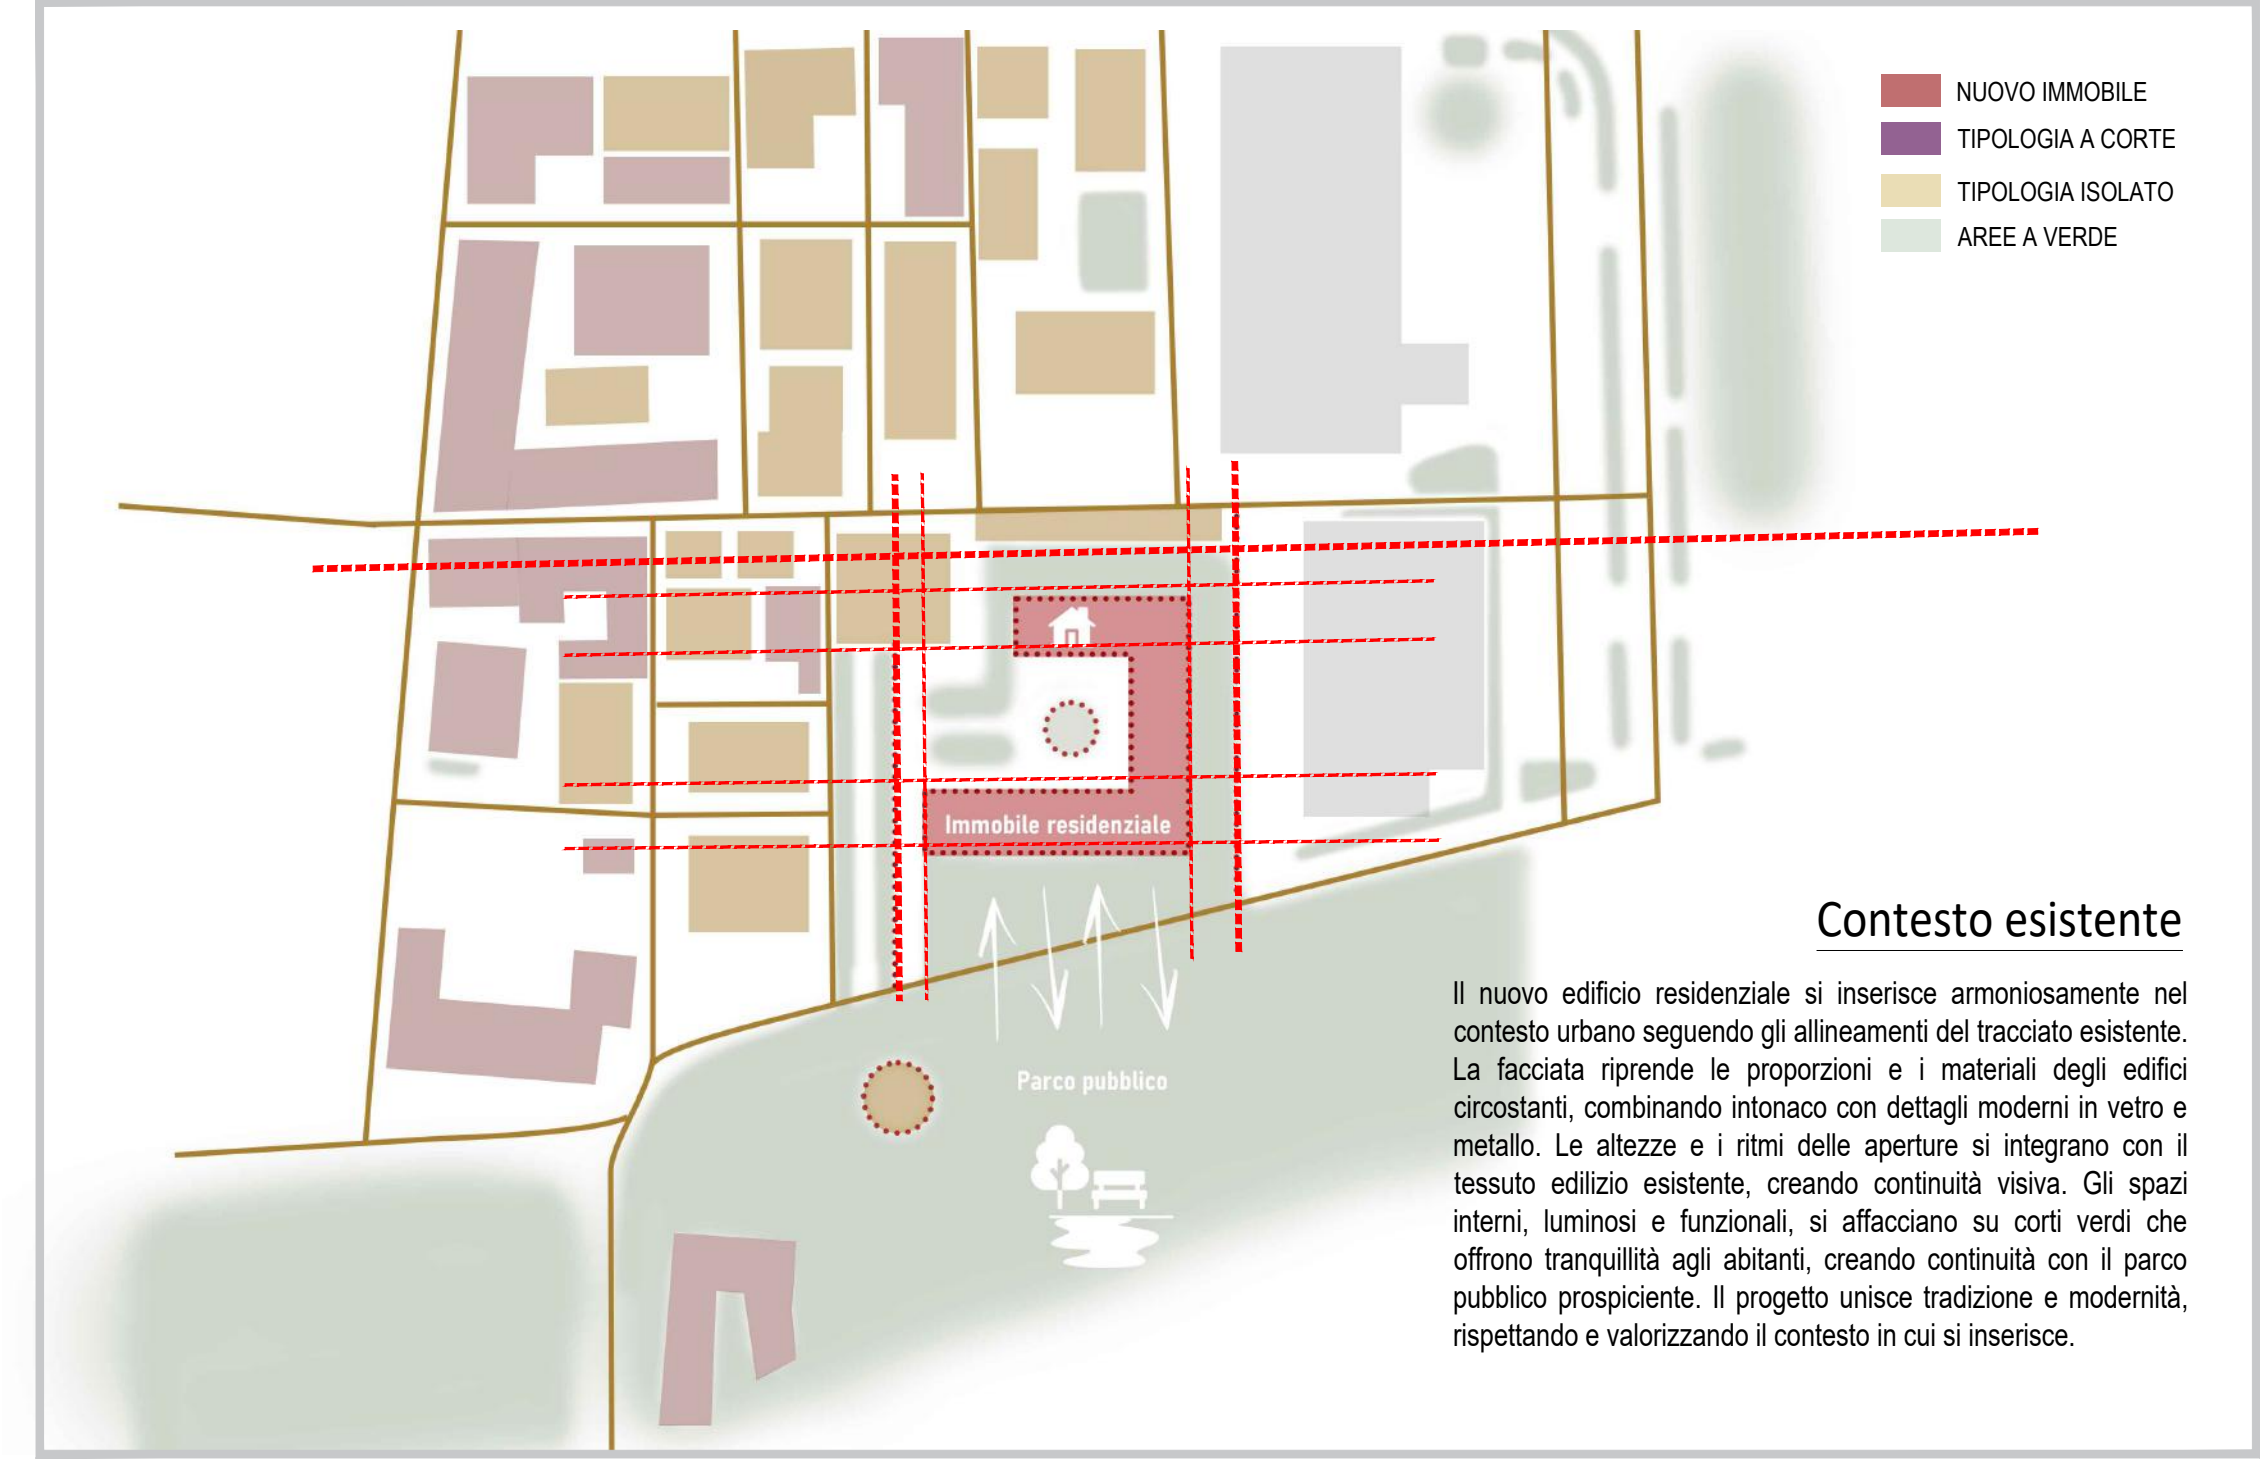 NUOVO IMMOBILE
TIPOLOGIA A CORTE
TIPOLOGIA ISOLATO
AREE A VERDE
Immobile residenziale
Parco pubblico
Contesto esistente
Il nuovo edificio residenziale si inserisce armoniosamente nel
contesto urbano seguendo gli allineamenti del tracciato esistente.
La facciata riprende le proporzioni e i materiali degli edifici
circostanti, combinando intonaco con dettagli moderni in vetro e
metallo. Le altezze e i ritmi delle aperture si integrano con il
tessuto edilizio esistente, creando continuità visiva. Gli spazi
interni, luminosi e funzionali, si affacciano su corti verdi che
offrono tranquillità agli abitanti, creando continuità con il parco
pubblico prospiciente. Il progetto unisce tradizione e modernità,
rispettando e valorizzando il contesto in cui si inserisce.